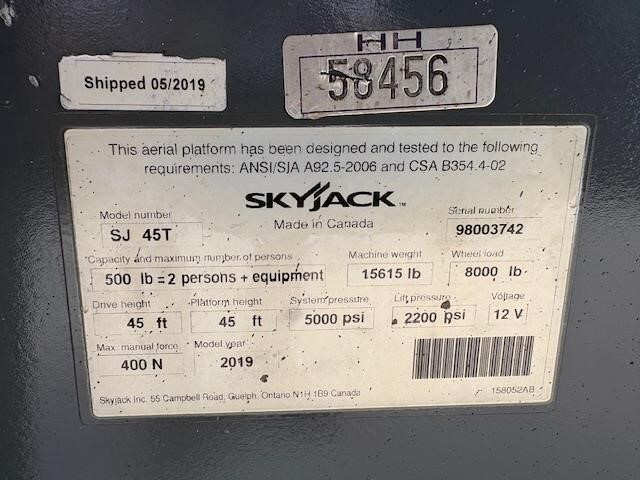 HH
58456
Shipped 05/2019
This aerial platform has been designed and tested to the following
requirements: ANSI/SIA A92.5-2006 and CSA B354.4-02
SKYJACK™
Made in Canada
Model number
SJ 45T
Serial number
98003742
*Capacity and maximum number of persons
500 lb = 2 persons + equipment
Machine weight
15615 lb
Wheel load
8000 lb
Drive height
45 ft
Platform height
45 ft
System pressure
5000 psi
Lift pressure
2200 psi
Voltage
12 V
Max. manual force
400 N
Model year
2019
158052AB
Skyjack Inc. 55 Campbell Road, Guelph, Ontario N1H 1B9 Canada